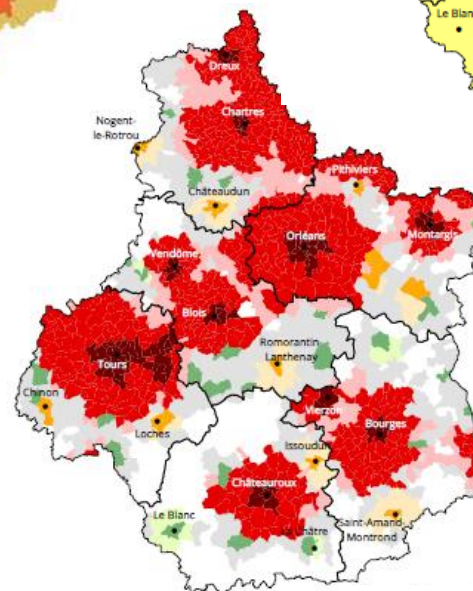 Le Blan
Dreux
Chartres
Nogent-
le-Rotrou
Pithiviers
Châteaudun
Orléans
Montargis
Vendôme
Blois
Romorantin
Lanthenay
Tours
Chinon
Vierzon
Loches
Bourges
Issoudun
Châteauroux
Le Blanc
La Châtre
Saint-Amand-
Montrond